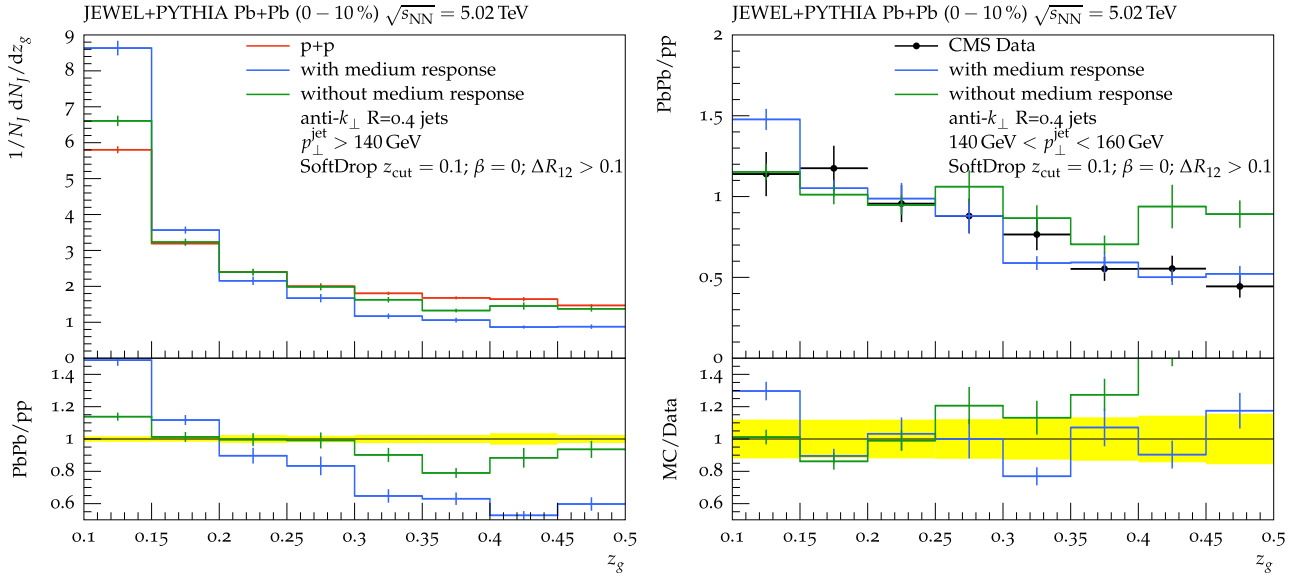 JEWEL+PYTHIA Pb+Pb (0 − 10 %) √sNN = 5.02 TeV
1/NJ dNJ/dzg
9
8
7
6
5
4
3
2
1
0
p+p
with medium response
without medium response
anti-k⊥ R=0.4 jets
p⊥jet > 140 GeV
SoftDrop zcut = 0.1; β = 0; ΔR12 > 0.1
PbPb/pp
1.4
1.2
1
0.8
0.6
0.1 0.15 0.2 0.25 0.3 0.35 0.4 0.45 0.5
zg
JEWEL+PYTHIA Pb+Pb (0 − 10 %) √sNN = 5.02 TeV
PbPb/pp
2
1.5
1
0.5
0
CMS Data
with medium response
without medium response
anti-k⊥ R=0.4 jets
140 GeV < p⊥jet < 160 GeV
SoftDrop zcut = 0.1; β = 0; ΔR12 > 0.1
MC/Data
1.4
1.2
1
0.8
0.6
0.1 0.15 0.2 0.25 0.3 0.35 0.4 0.45 0.5
zg